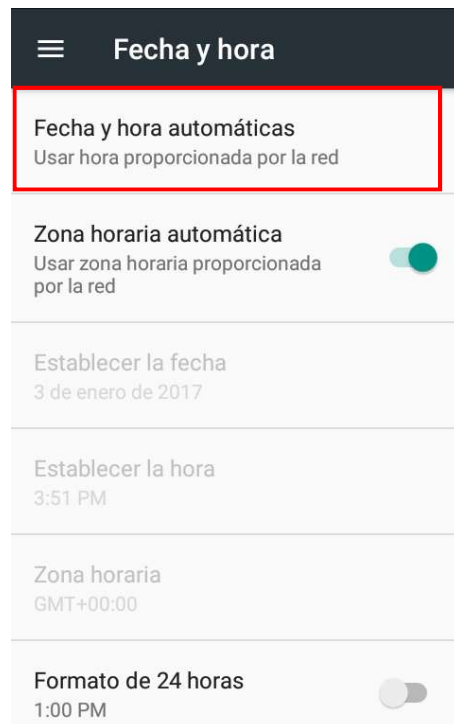 Fecha y hora
Fecha y hora automáticas
Usar hora proporcionada por la red
Zona horaria automática
Usar zona horaria proporcionada
por la red
Establecer la fecha
3 de enero de 2017
Establecer la hora
3:51 PM
Zona horaria
GMT+00:00
Formato de 24 horas
1:00 PM